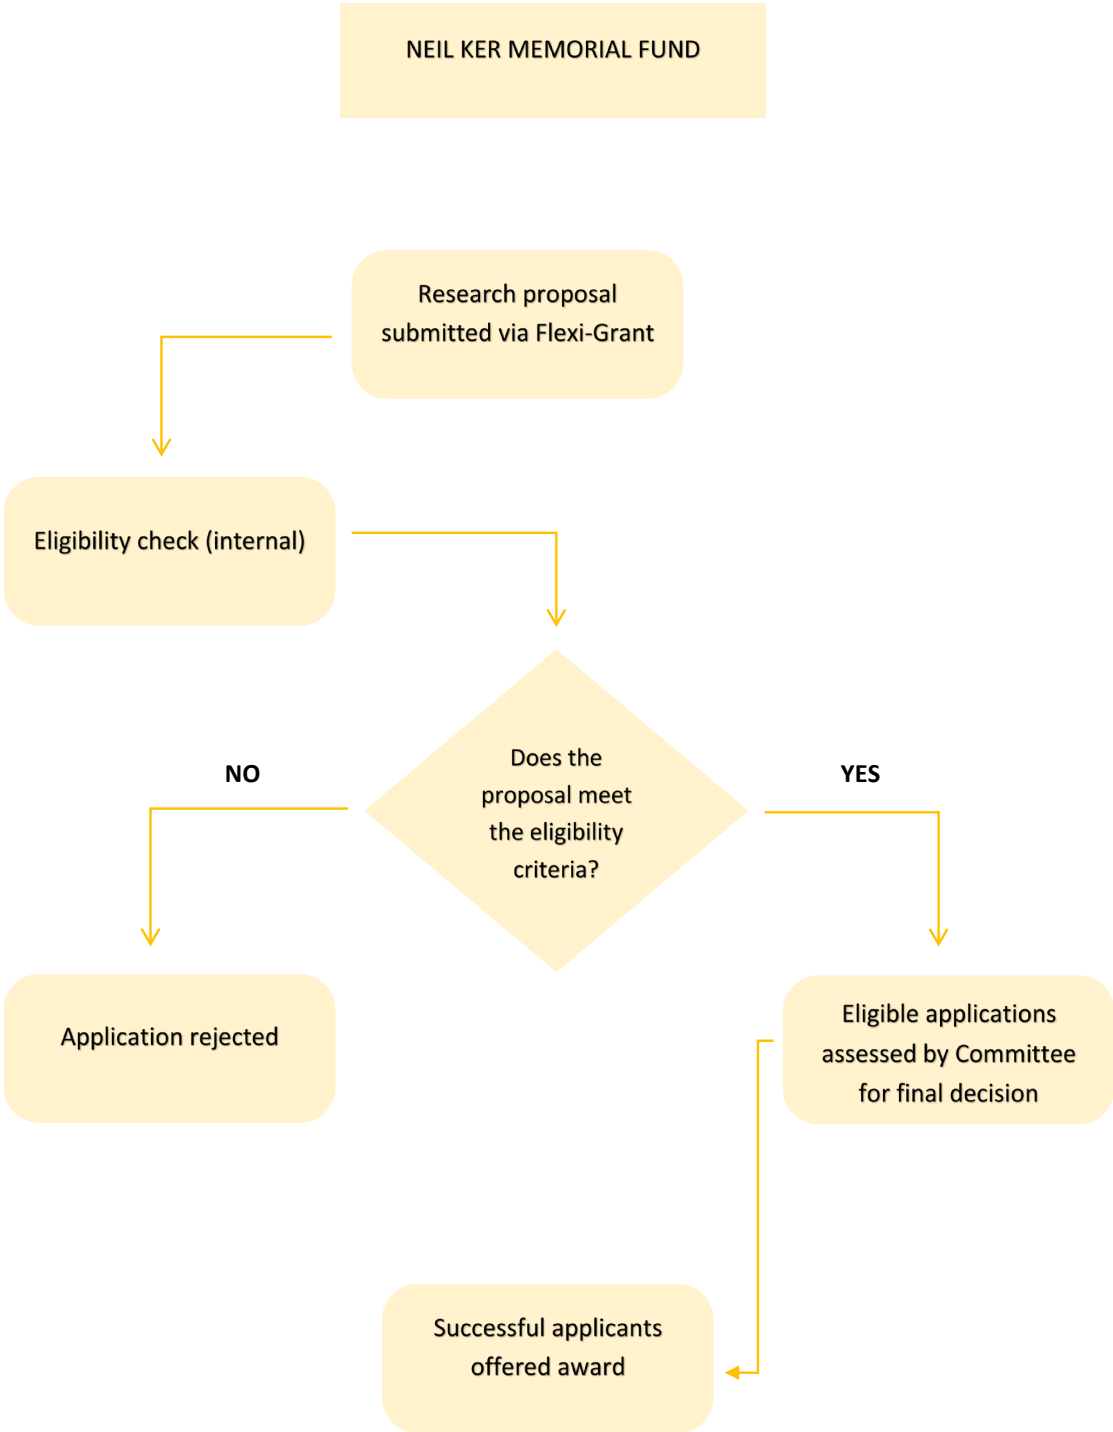 NEIL KER MEMORIAL FUND
Research proposal
submitted via Flexi-Grant
Eligibility check (internal)
Does the
proposal meet
the eligibility
criteria?
NO
YES
Application rejected
Eligible applications
assessed by Committee
for final decision
Successful applicants
offered award